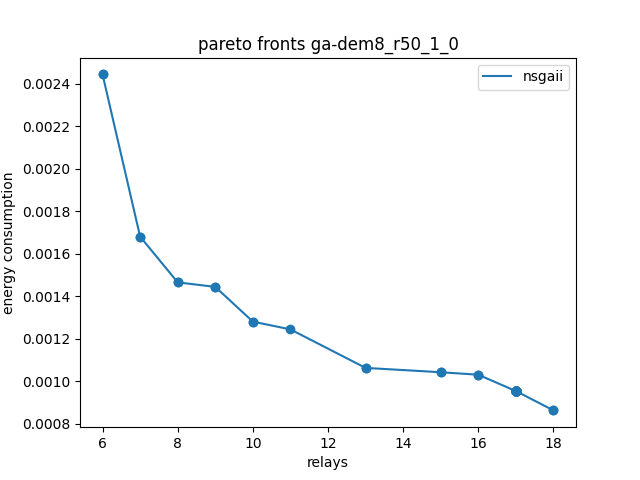 pareto fronts ga-dem8_r50_1_0
nsgaii
energy consumption
0.0024
0.0022
0.0020
0.0018
0.0016
0.0014
0.0012
0.0010
0.0008
6 8 10 12 14 16 18
relays